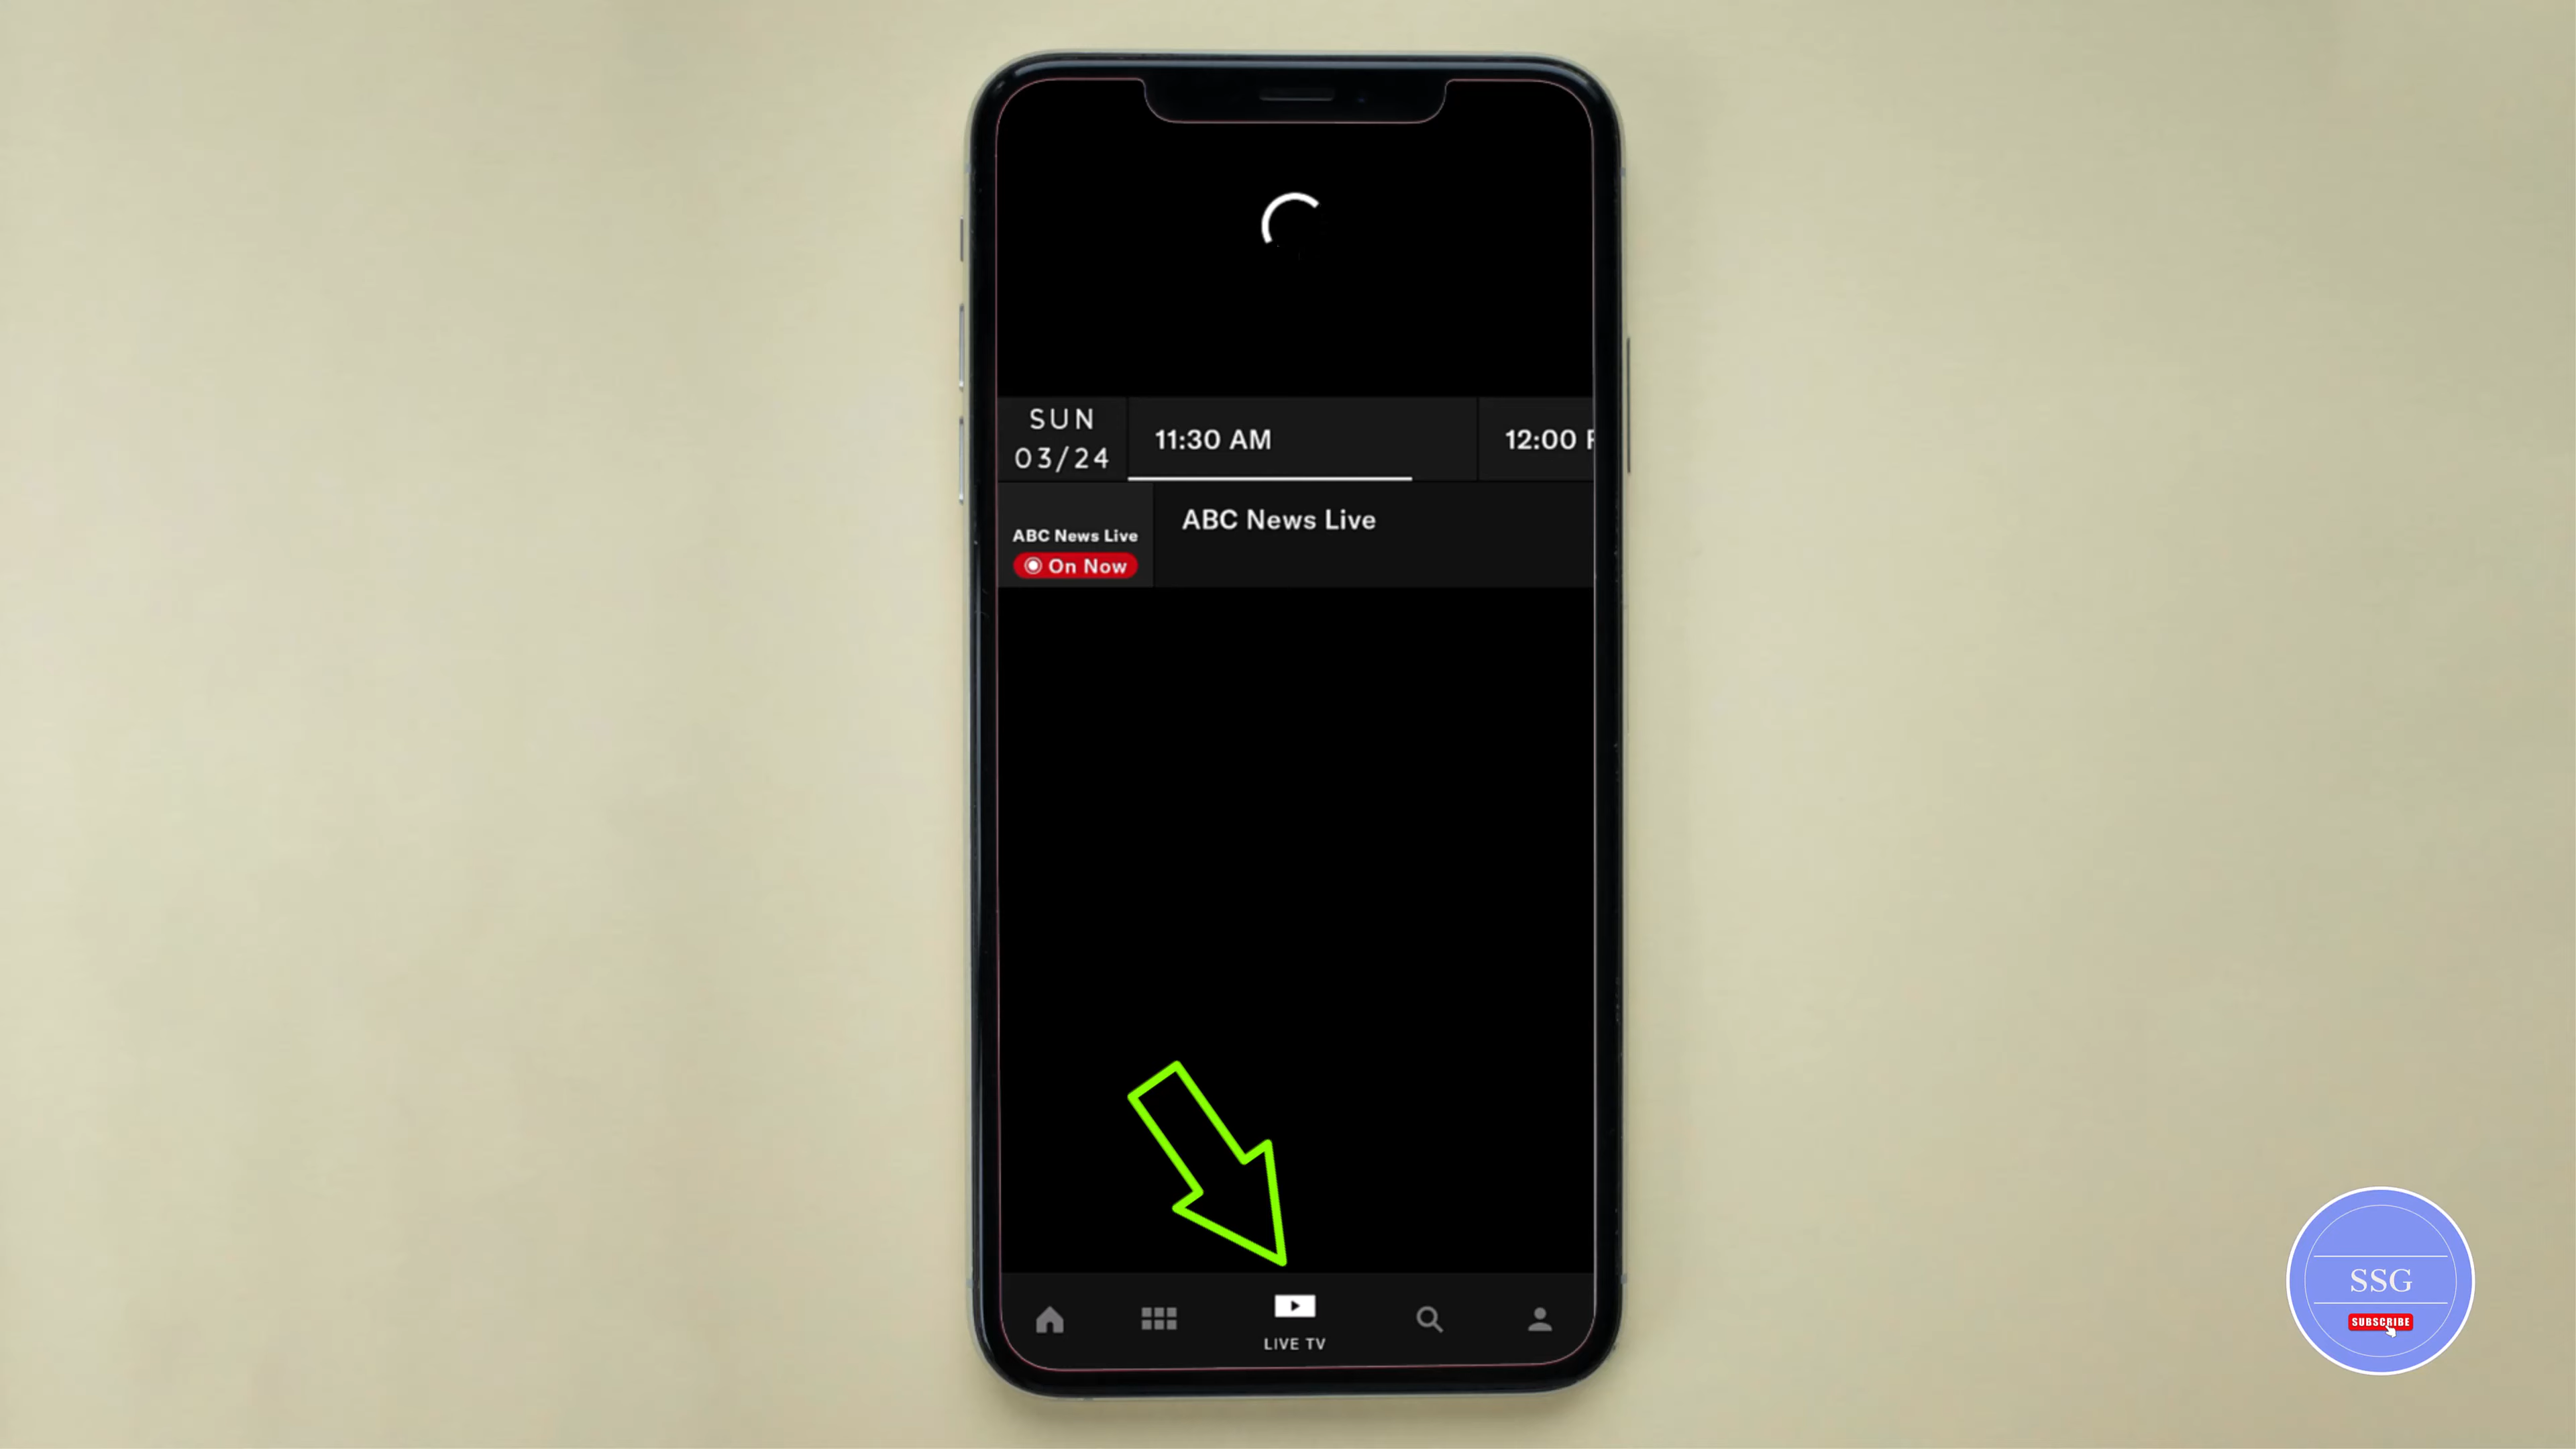 SUN
03/24
11:30 AM
12:00
ABC News Live
On Now
ABC News Live
LIVE TV
SSG
SUBSCRIBE